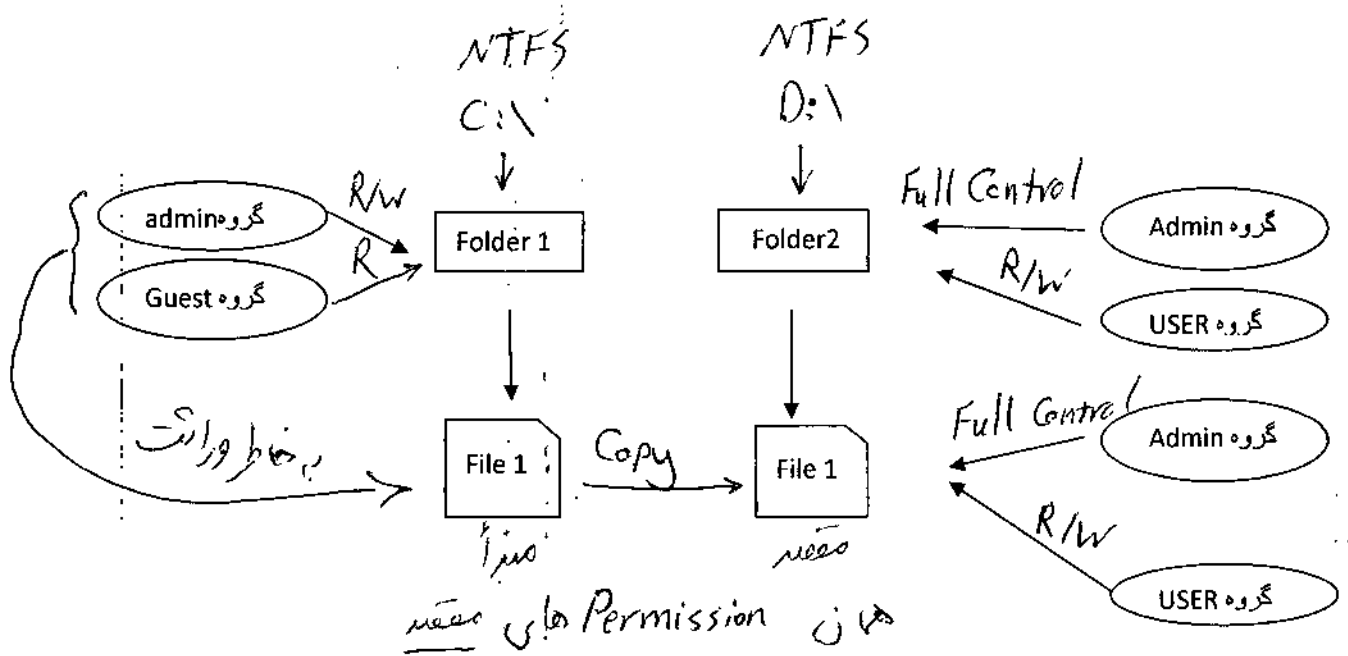 NTFS
NTFS
C:\
D:\
Full Control
R/W
گروه admin
Folder 1
Folder2
گروه Admin
R
R/W
گروه Guest
گروه USER
Full Control
گروه Admin
به خاطر وراثت
File 1
Copy
File 1
R/W
مبدأ
مقصد
گروه USER
همان Permission های مقصد